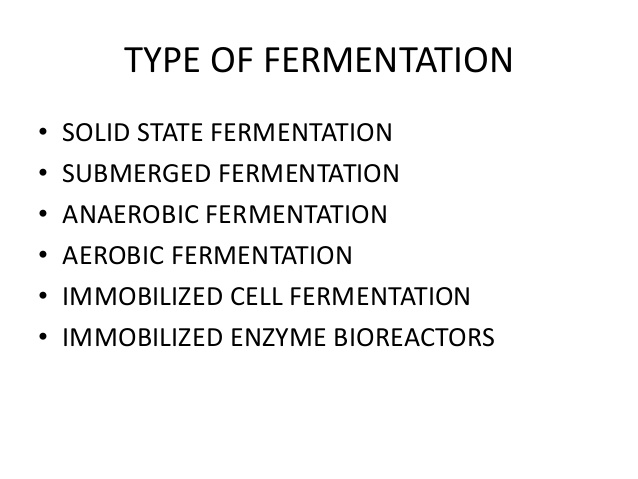 TYPE OF FERMENTATION
• SOLID STATE FERMENTATION
• SUBMERGED FERMENTATION
• ANAEROBIC FERMENTATION
• AEROBIC FERMENTATION
• IMMOBILIZED CELL FERMENTATION
• IMMOBILIZED ENZYME BIOREACTORS